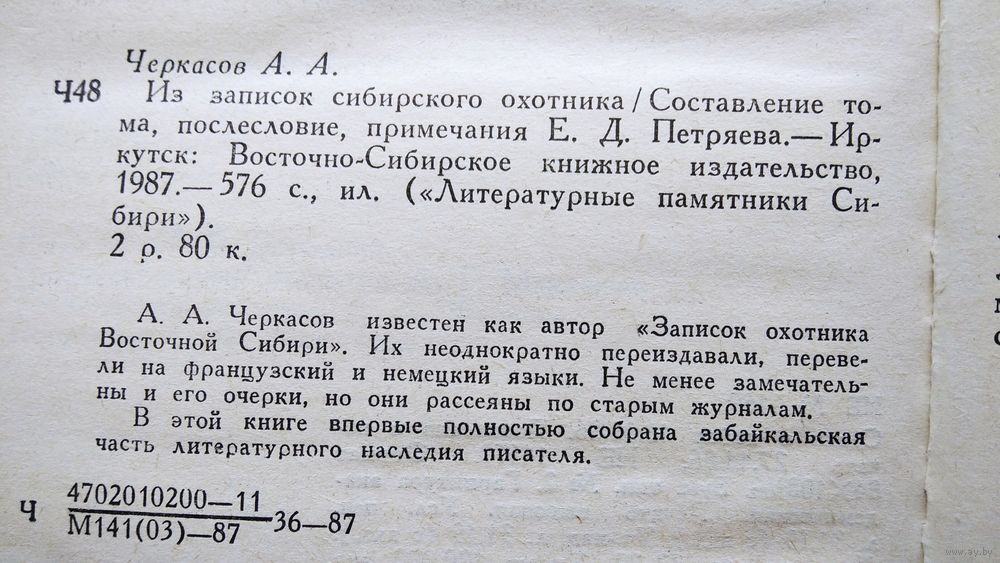 Черкасов А. А.
Ч48 Из записок сибирского охотника / Составление то-
ма, послесловие, примечания Е. Д. Петряева.— Ир-
кутск: Восточно-Сибирское книжное издательство,
1987.— 576 с., ил. («Литературные памятники Си-
бири»).
2 р. 80 к.
А. А. Черкасов известен как автор «Записок охотника
Восточной Сибири». Их неоднократно переиздавали, переве-
ли на французский и немецкий языки. Не менее замечатель-
ны и его очерки, но они рассеяны по старым журналам.
В этой книге впервые полностью собрана забайкальская
часть литературного наследия писателя.
4702010200—11
Ч 36—87
М141(03)—87
www.ay.by